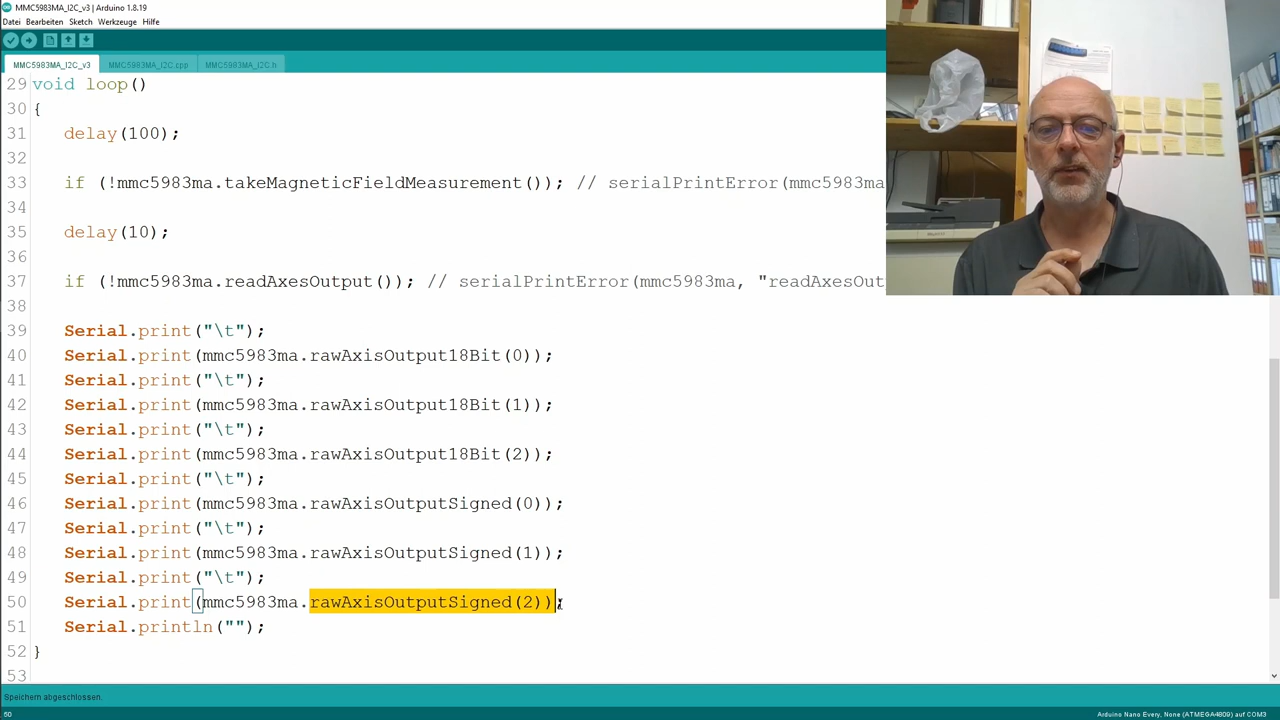 MMC5983MA_I2C_v3 | Arduino 1.8.19
Datei Bearbeiten Sketch Werkzeuge Hilfe
MMC5983MA_I2C_v3 MMC5983MA_I2C.cpp MMC5983MA_I2C.h
29 void loop()
30 {
31 delay(100);
32
33 if (!mmc5983ma.takeMagneticFieldMeasurement()); // serialPrintError(mmc5983ma
34
35 delay(10);
36
37 if (!mmc5983ma.readAxesOutput()); // serialPrintError(mmc5983ma, "readAxesOut
38
39 Serial.print("\t");
40 Serial.print(mmc5983ma.rawAxisOutput18Bit(0));
41 Serial.print("\t");
42 Serial.print(mmc5983ma.rawAxisOutput18Bit(1));
43 Serial.print("\t");
44 Serial.print(mmc5983ma.rawAxisOutput18Bit(2));
45 Serial.print("\t");
46 Serial.print(mmc5983ma.rawAxisOutputSigned(0));
47 Serial.print("\t");
48 Serial.print(mmc5983ma.rawAxisOutputSigned(1));
49 Serial.print("\t");
50 Serial.print(mmc5983ma.rawAxisOutputSigned(2));
51 Serial.println("");
52 }
53
Speichern abgeschlossen.
50 Arduino Nano Every, None (ATMEGA4809) auf COM3